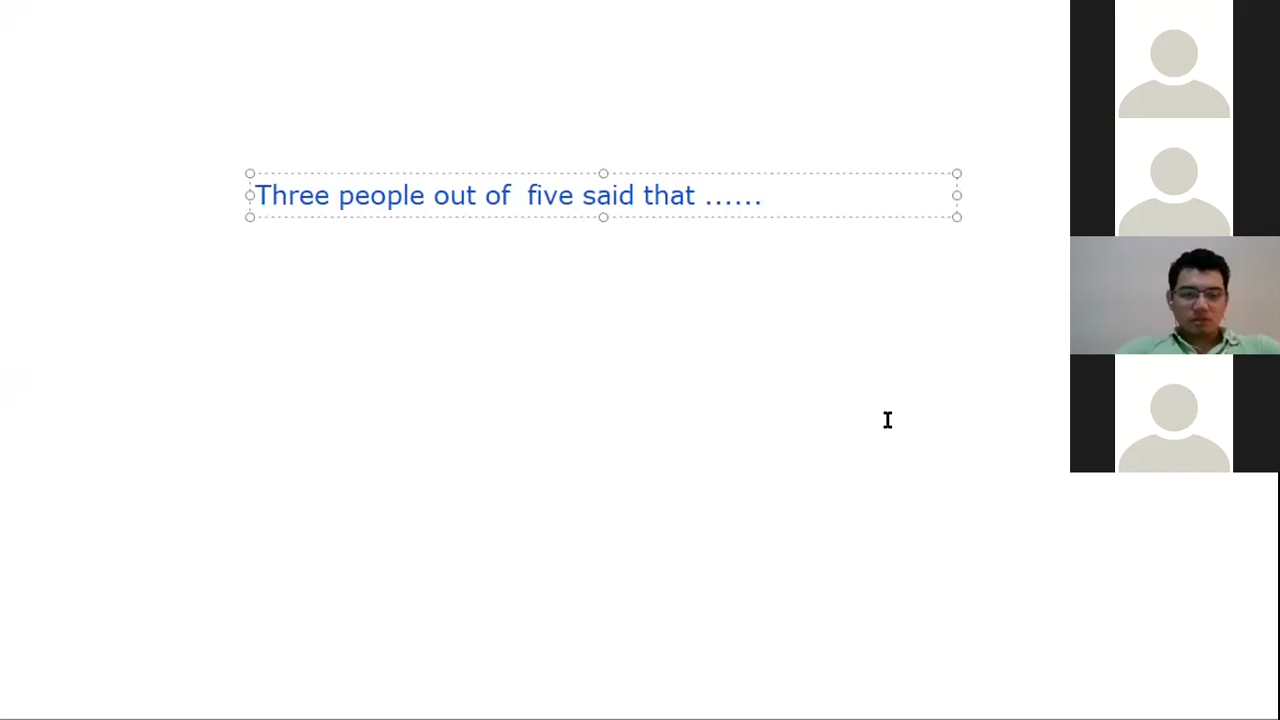 Three people out of  five said that ......